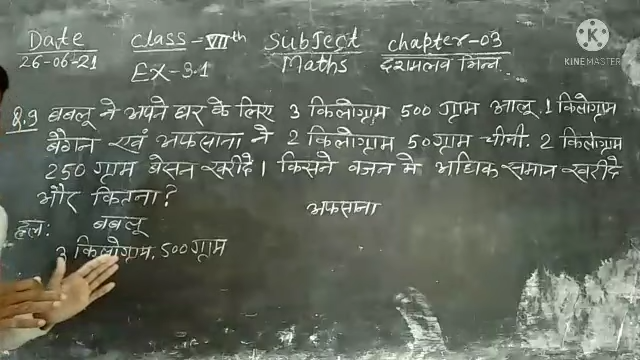 Date Class - VIIth Subject chapter-03
26-06-21 EX-3.1 Maths दशमलव भिन्न
KINEMASTER
Q.9 बबलू ने अपने घर के लिए 3 किलोग्राम 500 ग्राम आलू, 1 किलोग्राम
बैगन एवं अफसाना ने 2 किलोग्राम 50 ग्राम चीनी, 2 किलोग्राम
250 ग्राम बेसन खरीदे। किसने वजन मे अधिक समान खरीदे
और कितना?
हल: बबलू अफसाना
3 किलोग्राम, 500 ग्राम